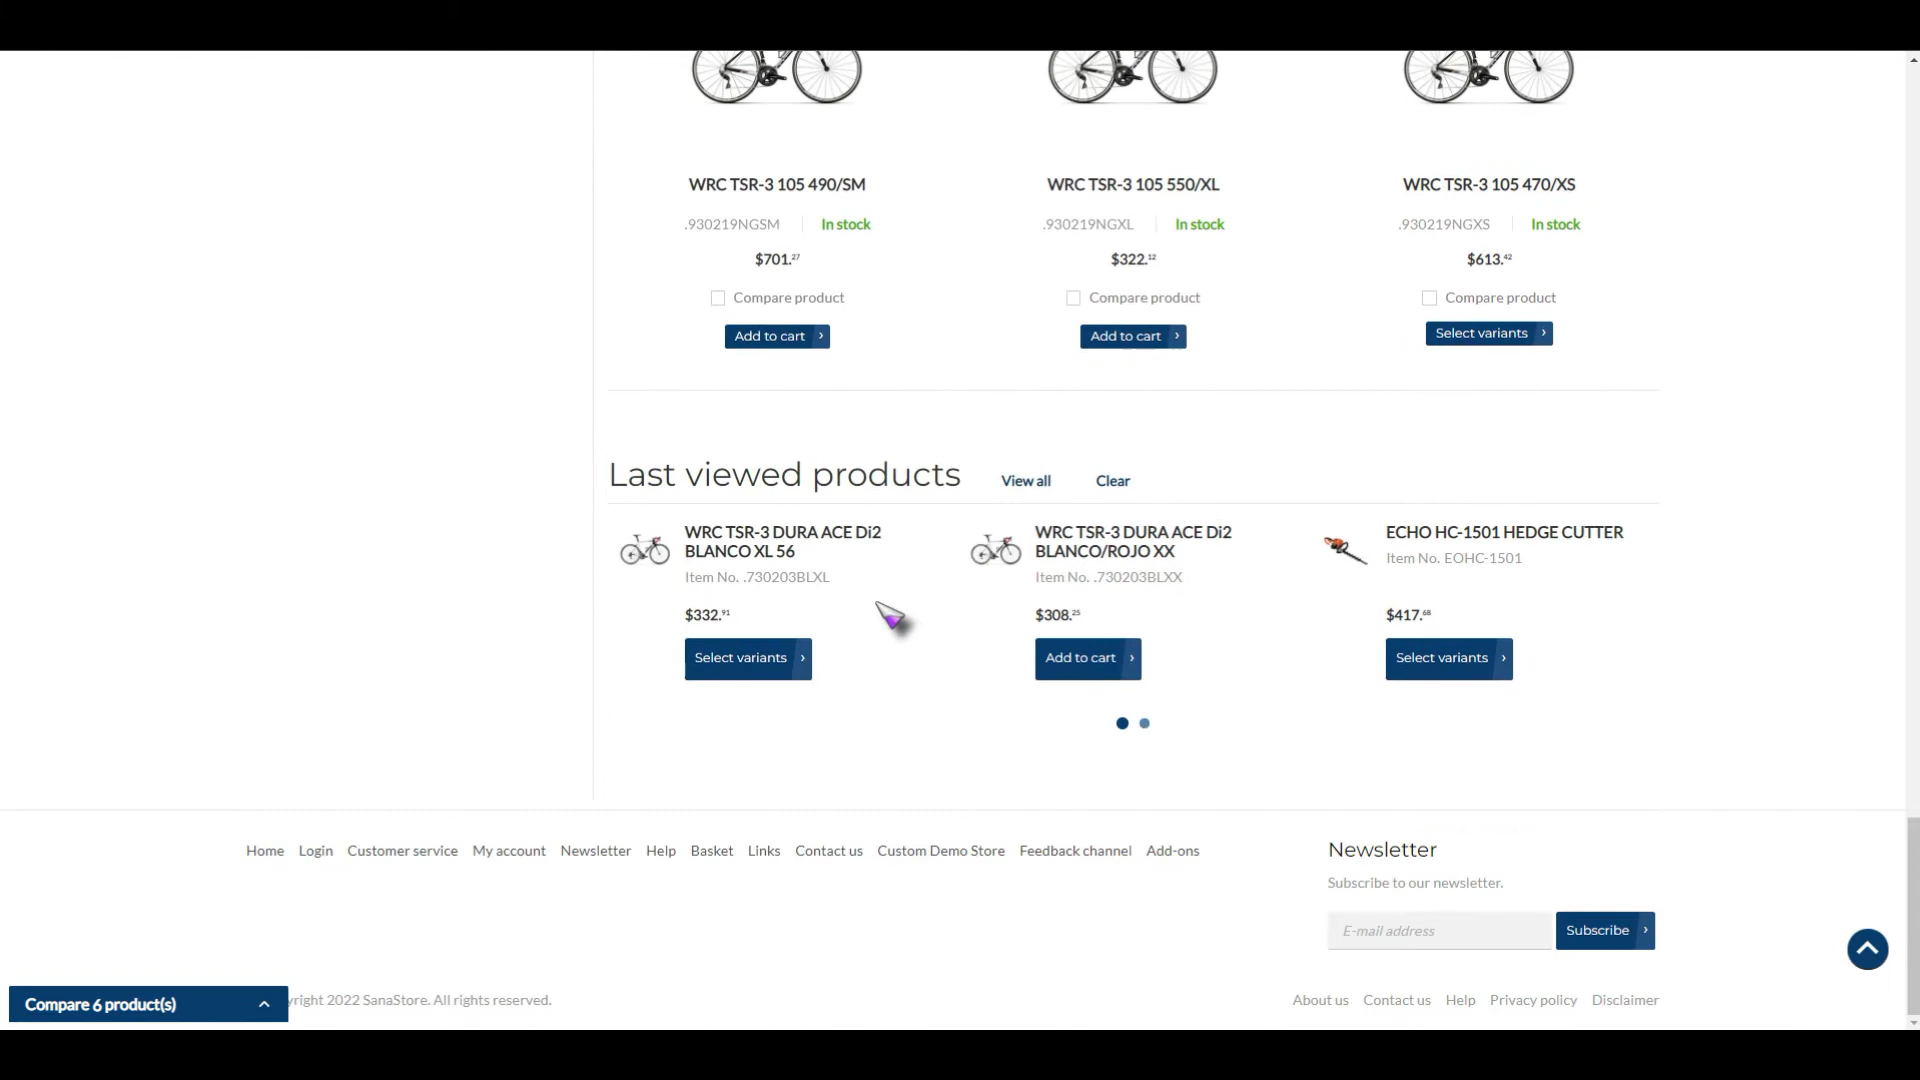 WRC TSR-3 105 490/SM
.930219NGSM
In stock
$701.27
Compare product
Add to cart
WRC TSR-3 105 550/XL
.930219NGXL
In stock
$322.12
Compare product
Add to cart
WRC TSR-3 105 470/XS
.930219NGXS
In stock
$613.42
Compare product
Select variants
Last viewed products
View all
Clear
WRC TSR-3 DURA ACE Di2
BLANCO XL 56
Item No. .730203BLXL
$332.91
Select variants
WRC TSR-3 DURA ACE Di2
BLANCO/ROJO XX
Item No. .730203BLXX
$308.25
Add to cart
ECHO HC-1501 HEDGE CUTTER
Item No. EOHC-1501
$417.68
Select variants
Home Login Customer service My account Newsletter Help Basket Links Contact us Custom Demo Store Feedback channel Add-ons
Newsletter
Subscribe to our newsletter.
E-mail address
Subscribe
Compare 6 product(s)
yright 2022 SanaStore. All rights reserved.
About us Contact us Help Privacy policy Disclaimer